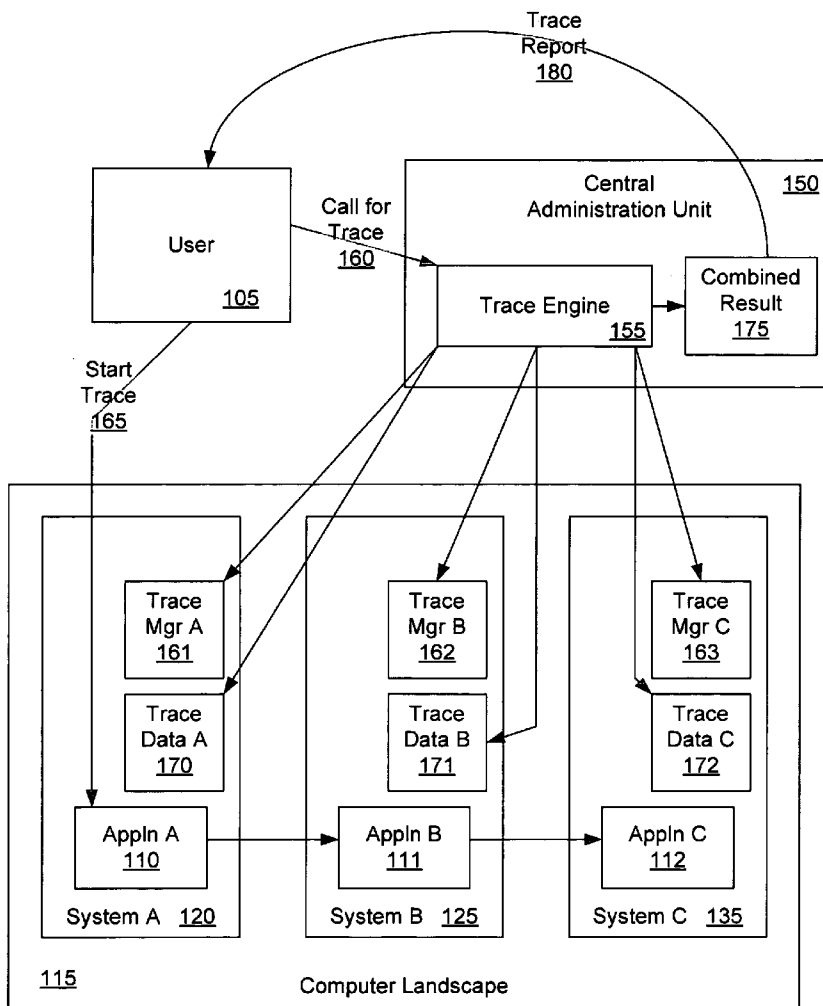 Trace
Report
180
150
Central
Administration Unit
Call for
Trace
160
User
105
Trace Engine
155
Combined
Result
175
Start
Trace
165
Trace
Mgr A
161
Trace
Mgr B
162
Trace
Mgr C
163
Trace
Data A
170
Trace
Data B
171
Trace
Data C
172
Appln A
110
Appln B
111
Appln C
112
System A 120
System B 125
System C 135
115
Computer Landscape